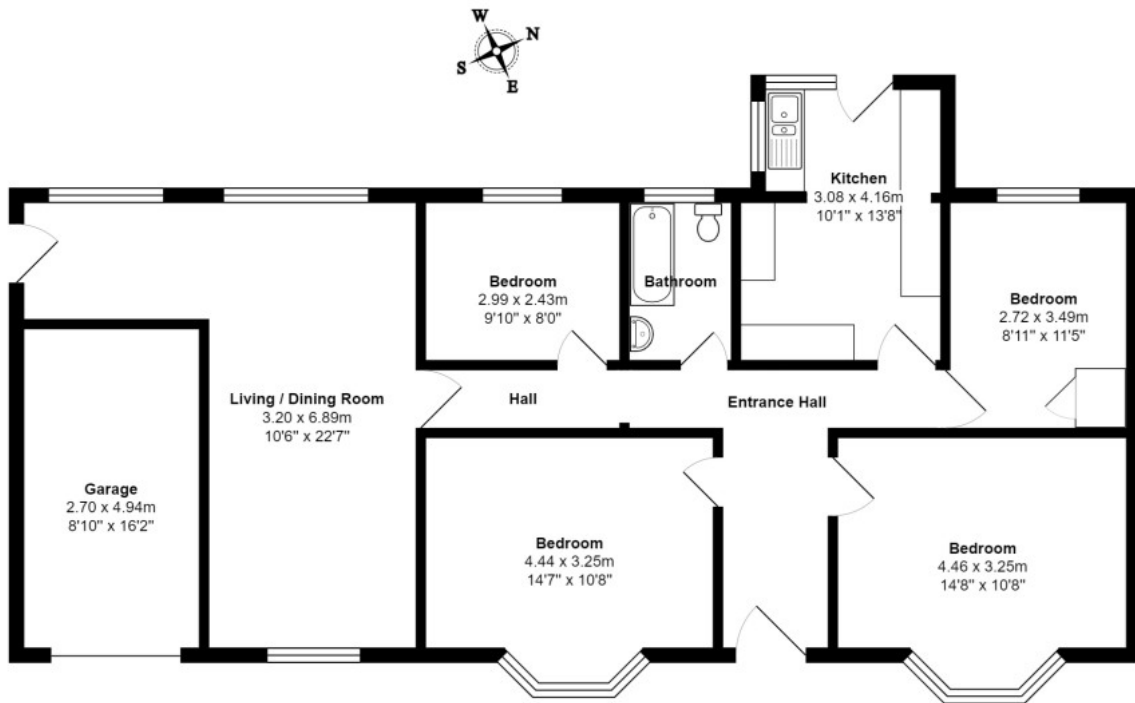 W
N
S
E
Kitchen
3.08 x 4.16m
10'1" x 13'8"
Bedroom
2.99 x 2.43m
9'10" x 8'0"
Bathroom
Bedroom
2.72 x 3.49m
8'11" x 11'5"
Living / Dining Room
3.20 x 6.89m
10'6" x 22'7"
Hall
Entrance Hall
Garage
2.70 x 4.94m
8'10" x 16'2"
Bedroom
4.44 x 3.25m
14'7" x 10'8"
Bedroom
4.46 x 3.25m
14'8" x 10'8"